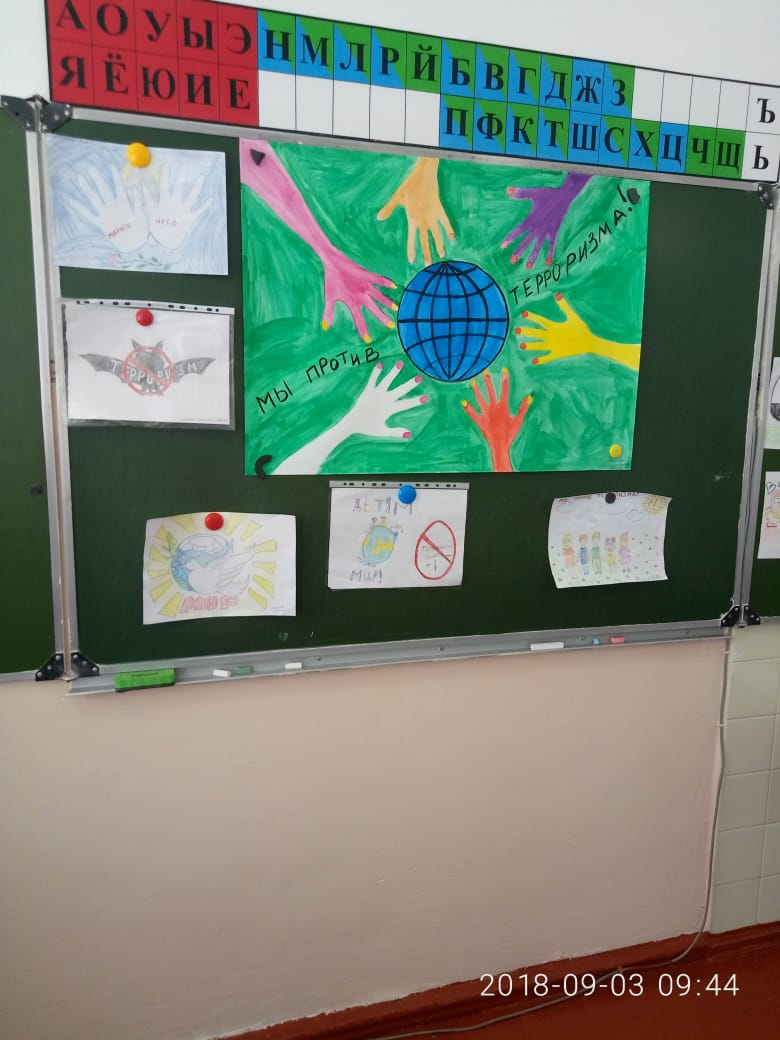 А О У Ы Э Н М Л Р Й Б В Г Д Ж З Ъ
Я Ё Ю И Е П Ф К Т Ш С Х Ц Ч Щ Ь
ТЕРРОРИЗМА!
МЫ ПРОТИВ
ТЕРРОРИЗМ
МИР
ДЕТЯМ
МИР!
2018-09-03 09:44